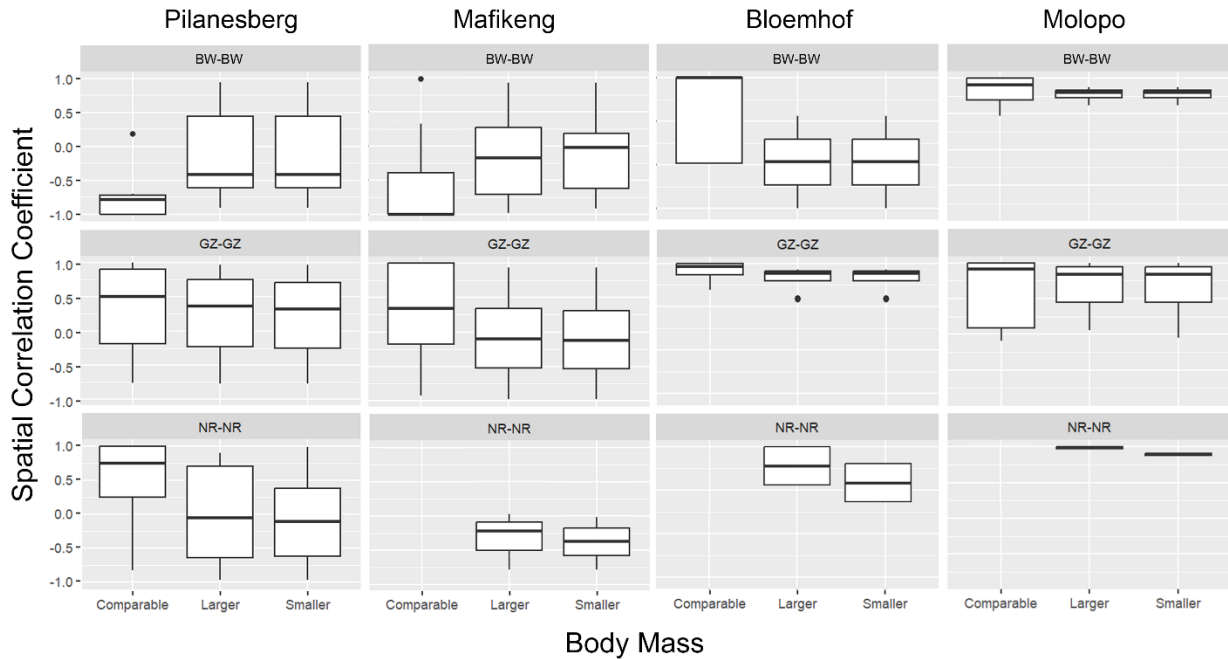 Pilanesberg Mafikeng Bloemhof Molopo
BW-BW BW-BW BW-BW BW-BW
1.0
0.5
0.0
-0.5
-1.0
GZ-GZ GZ-GZ GZ-GZ GZ-GZ
1.0
0.5
0.0
-0.5
-1.0
NR-NR NR-NR NR-NR NR-NR
1.0
0.5
0.0
-0.5
-1.0
Spatial Correlation Coefficient
Comparable Larger Smaller Comparable Larger Smaller Comparable Larger Smaller Comparable Larger Smaller
Body Mass